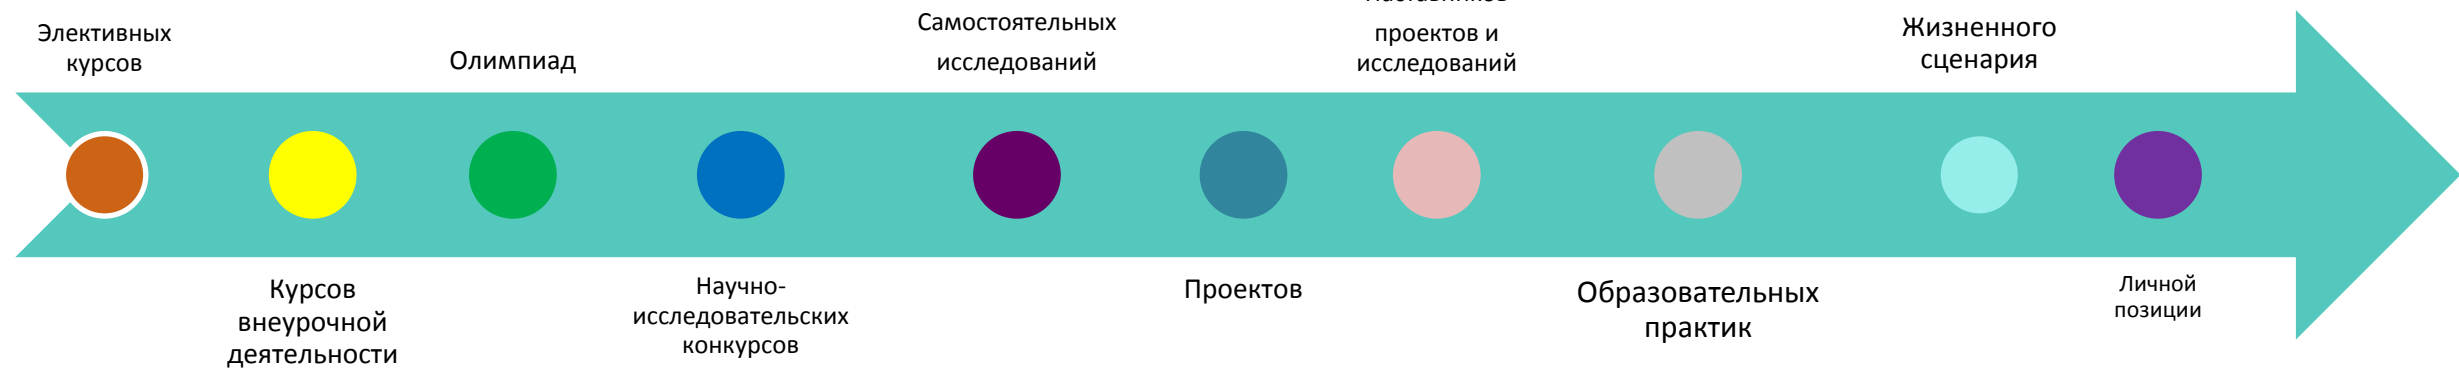 Элективных
курсов
Курсов
внеурочной
деятельности
Олимпиад
Научно-
исследовательских
конкурсов
Самостоятельных
исследований
Проектов
проектов и
исследований
Образовательных
практик
Жизненного
сценария
Личной
позиции